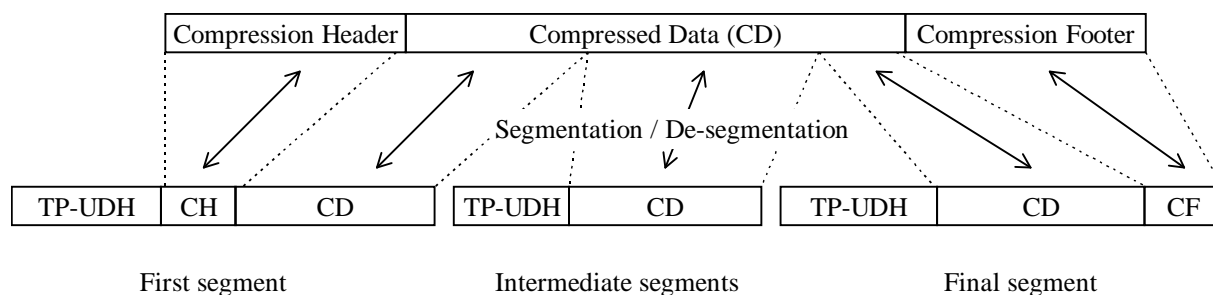 Compression Header Compressed Data (CD) Compression Footer
Segmentation / De-segmentation
TP-UDH CH CD TP-UDH CD TP-UDH CD CF
First segment Intermediate segments Final segment